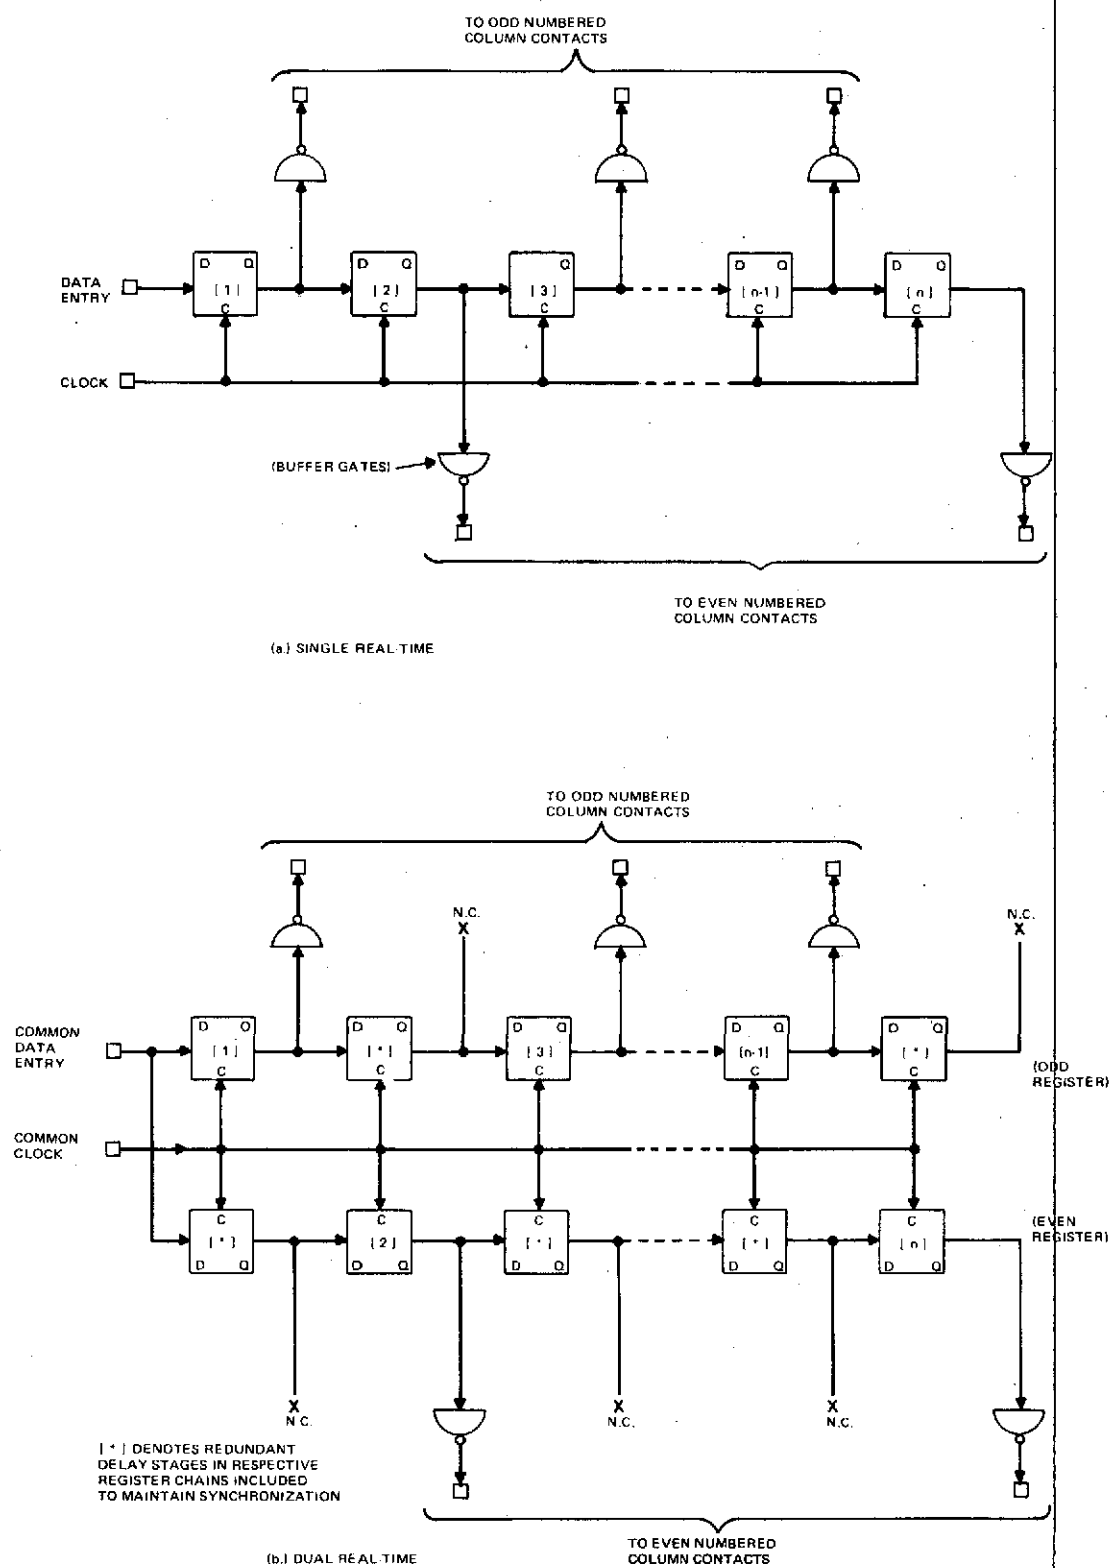 TO ODD NUMBERED
COLUMN CONTACTS
D Q
[1]
C
D Q
[2]
C
Q
[3]
C
D Q
[n-1]
C
D Q
[n]
C
DATA
ENTRY
CLOCK
(BUFFER GATES)
TO EVEN NUMBERED
COLUMN CONTACTS
(a.) SINGLE REAL-TIME
TO ODD NUMBERED
COLUMN CONTACTS
N.C.
X
N.C.
X
COMMON
DATA
ENTRY
D Q
[1]
C
D Q
[*]
C
D Q
[3]
C
D Q
[n-1]
C
D Q
[*]
C
(ODD
REGISTER)
COMMON
CLOCK
C
[*]
D Q
C
[2]
D Q
C
[*]
D Q
C
[*]
D Q
C
[n]
D Q
(EVEN
REGISTER)
X
N.C.
X
N.C.
X
N.C.
[*] DENOTES REDUNDANT
DELAY STAGES IN RESPECTIVE
REGISTER CHAINS INCLUDED
TO MAINTAIN SYNCHRONIZATION
TO EVEN NUMBERED
COLUMN CONTACTS
(b.) DUAL REAL-TIME